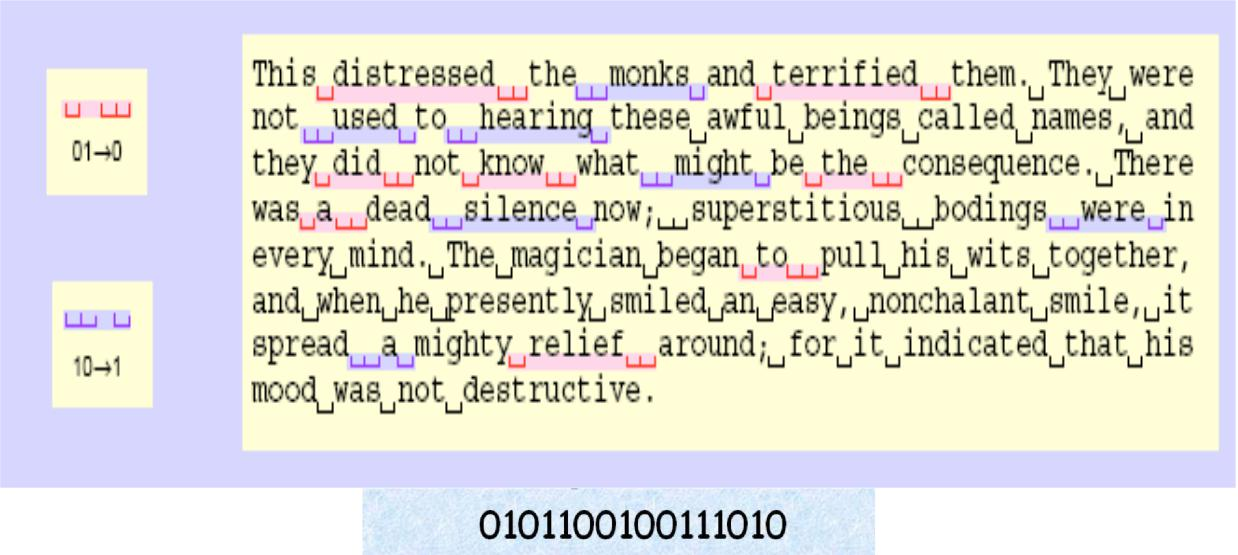 01→0
10→1
This distressed the monks and terrified them. They were
not used to hearing these awful beings called names, and
they did not know what might be the consequence. There
was a dead silence now; superstitious bodings were in
every mind. The magician began to pull his wits together,
and when he presently smiled an easy, nonchalant smile, it
spread a mighty relief around; for it indicated that his
mood was not destructive.
0101100100111010